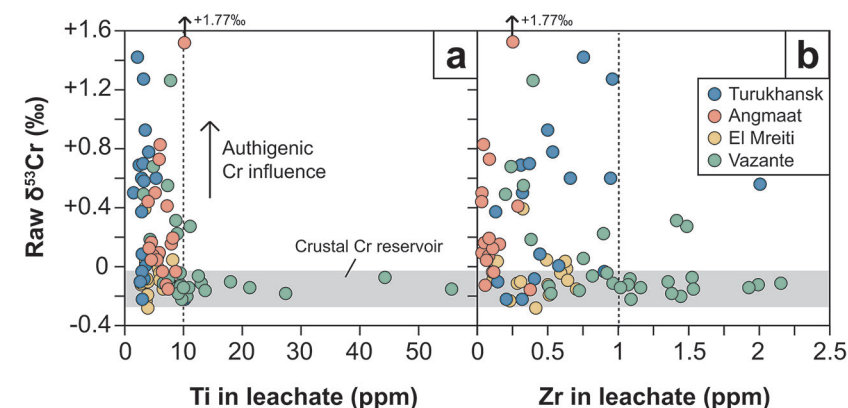 +1.77‰
+1.77‰
+1.6
+1.2
+0.8
+0.4
0
-0.4
Raw δ⁵³Cr (‰)
a
b
Turukhansk
Angmaat
El Mreiti
Vazante
Authigenic
Cr influence
Crustal Cr reservoir
0 10 20 30 40 50
0 0.5 1 1.5 2 2.5
Ti in leachate (ppm)
Zr in leachate (ppm)